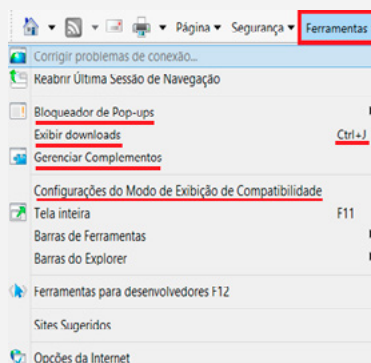 Página Segurança Ferramentas
Corrigir problemas de conexão...
Reabrir Última Sessão de Navegação
Bloqueador de Pop-ups
Exibir downloads Ctrl+J
Gerenciar Complementos
Configurações do Modo de Exibição de Compatibilidade
Tela inteira F11
Barras de Ferramentas
Barras do Explorer
Ferramentas para desenvolvedores F12
Sites Sugeridos
Opções da Internet